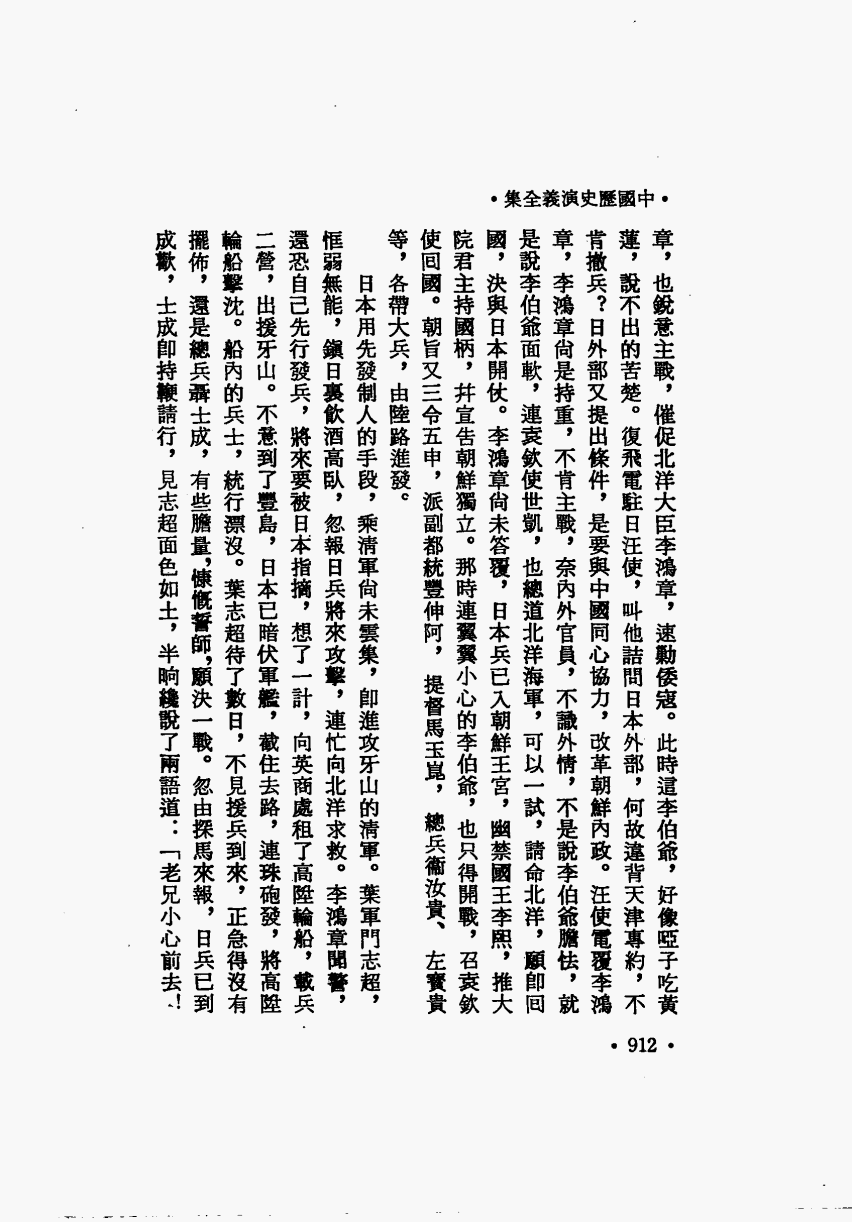 •中國歷史演義全集•
章，也銳意主戰，催促北洋大臣李鴻章，速勦倭寇。此時這李伯爺，好像啞子吃黃
蓮，說不出的苦楚。復飛電駐日汪使，叫他詰問日本外部，何故違背天津專約，不
肯撤兵？日外部又提出條件，是要與中國同心協力，改革朝鮮內政。汪使電覆李鴻
章，李鴻章尙是持重，不肯主戰，奈內外官員，不識外情，不是說李伯爺膽怯，就
是說李伯爺面軟，連袁欽使世凱，也總道北洋海軍，可以一試，請命北洋，願卽回
國，決與日本開仗。李鴻章尙未答覆，日本兵已入朝鮮王宮，幽禁國王李熙，推大
院君主持國柄，幷宣告朝鮮獨立。那時連翼翼小心的李伯爺，也只得開戰，召袁欽
使回國。朝旨又三令五申，派副都統豐伸阿，提督馬玉崑，總兵衞汝貴、左寶貴
等，各帶大兵，由陸路進發。
日本用先發制人的手段，乘淸軍尙未雲集，卽進攻牙山的淸軍。葉軍門志超，
恇弱無能，鎭日裏飮酒高臥，忽報日兵將來攻擊，連忙向北洋求救。李鴻章聞警，
還恐自己先行發兵，將來要被日本指摘，想了一計，向英商處租了高陞輪船，載兵
二營，出援牙山。不意到了豐島，日本已暗伏軍艦，截住去路，連珠砲發，將高陞
輪船擊沈。船內的兵士，統行漂沒。葉志超待了數日，不見援兵到來，正急得沒有
擺佈，還是總兵聶士成，有些膽量，慷慨誓師，願決一戰。忽由探馬來報，日兵已到
成歡，士成卽持鞭請行，見志超面色如土，半晌纔說了兩語道：「老兄小心前去！
•912•